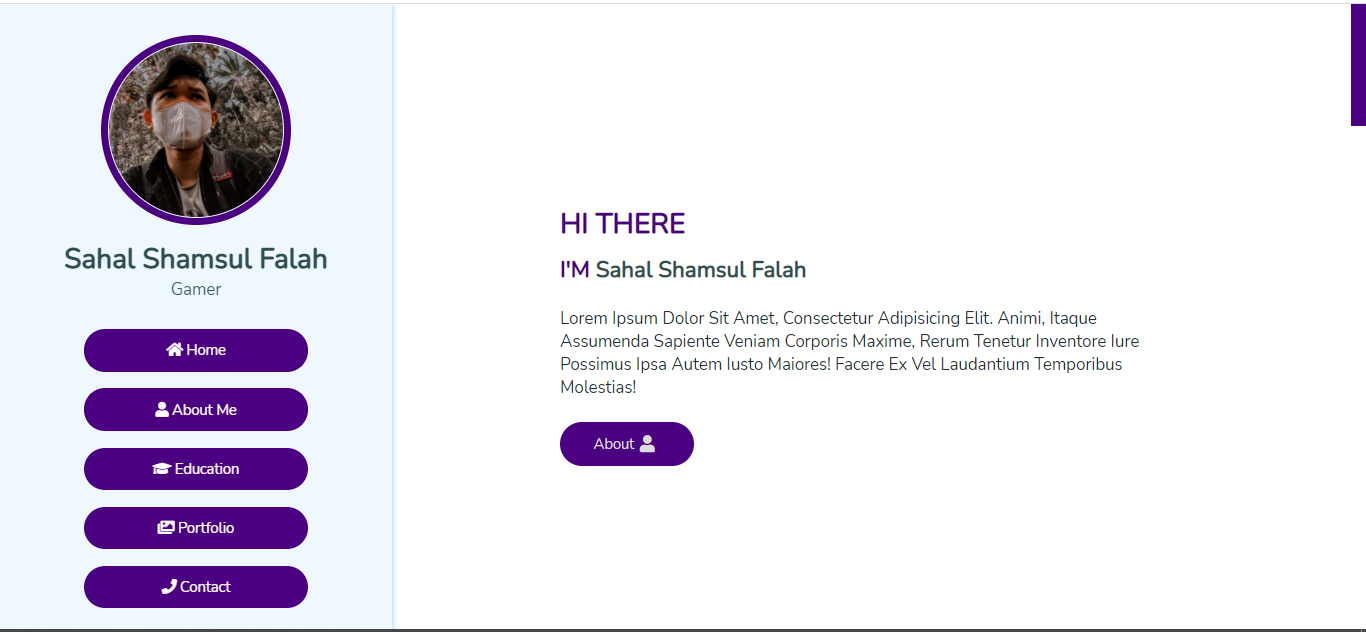 Sahal Shamsul Falah
Gamer
Home
About Me
Education
Portfolio
Contact
HI THERE
I'M Sahal Shamsul Falah
Lorem Ipsum Dolor Sit Amet, Consectetur Adipisicing Elit. Animi, Itaque
Assumenda Sapiente Veniam Corporis Maxime, Rerum Tenetur Inventore Iure
Possimus Ipsa Autem Iusto Maiores! Facere Ex Vel Laudantium Temporibus
Molestias!
About